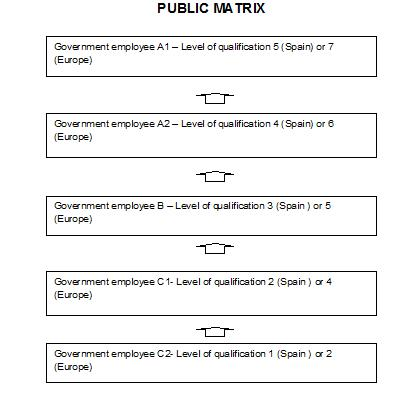 PUBLIC MATRIX
Government employee A1 – Level of qualification 5 (Spain) or 7
(Europe)
Government employee A2 – Level of qualification 4 (Spain) or 6
(Europe)
Government employee B – Level of qualification 3 (Spain ) or 5
(Europe)
Government employee C1- Level of qualification 2 (Spain ) or 4
(Europe)
Government employee C2- Level of qualification 1 (Spain ) or 2
(Europe)